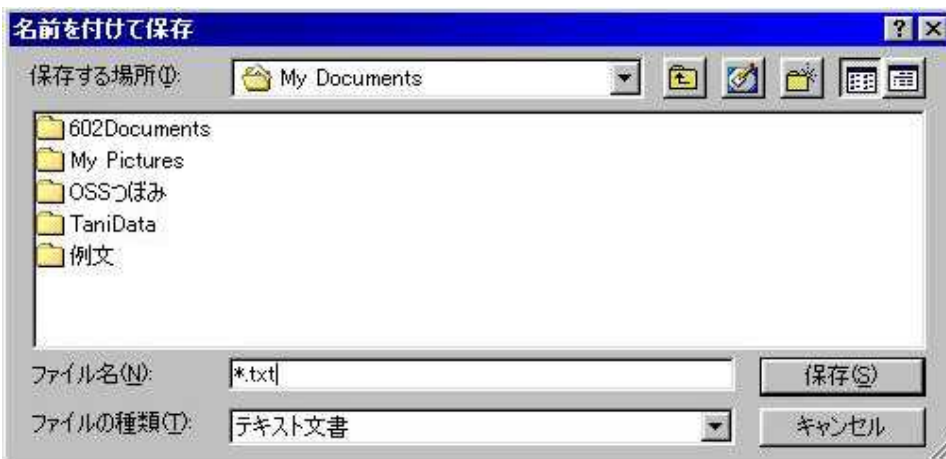 名前を付けて保存
保存する場所(I): My Documents
602Documents
My Pictures
OSSつぼみ
TaniData
例文
ファイル名(N): *.txt 保存(S)
ファイルの種類(T): テキスト文書 キャンセル